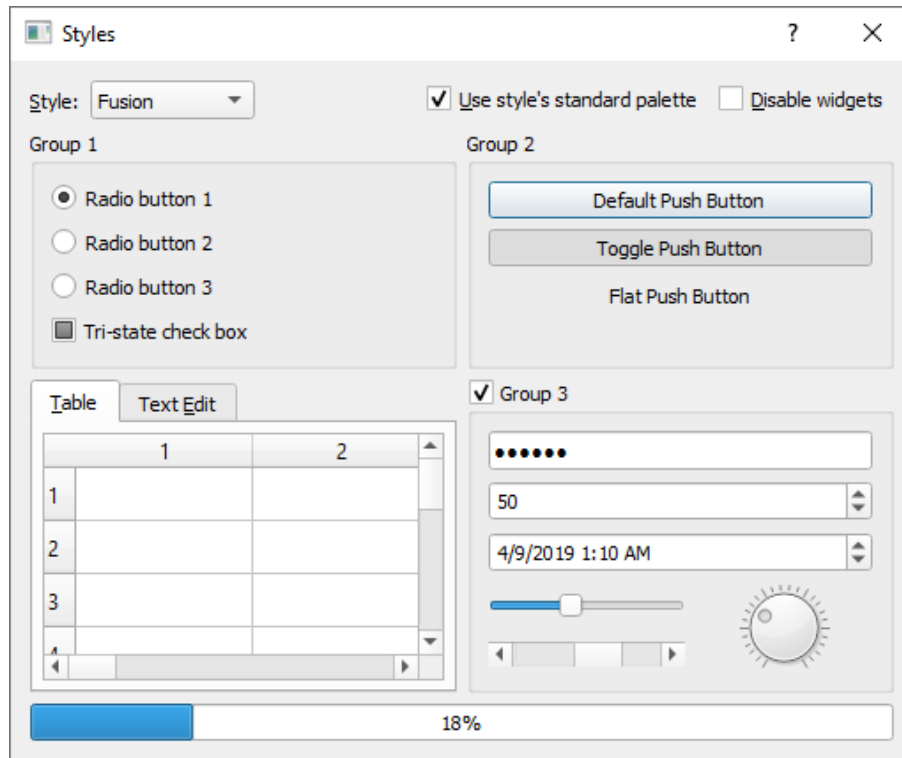 Styles ?
Style: Fusion Use style's standard palette Disable widgets
Group 1
Radio button 1
Radio button 2
Radio button 3
Tri-state check box
Group 2
Default Push Button
Toggle Push Button
Flat Push Button
Table Text Edit
1 2
1
2
3
4
Group 3
••••••
50
4/9/2019 1:10 AM
18%